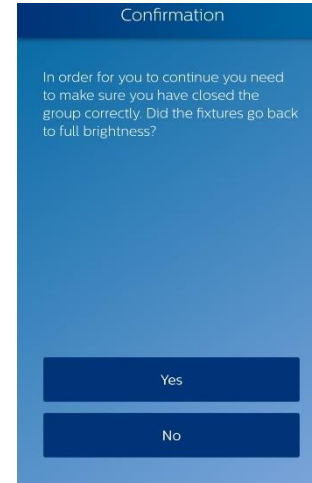 Confirmation
In order for you to continue you need
to make sure you have closed the
group correctly. Did the fixtures go back
to full brightness?
Yes
No